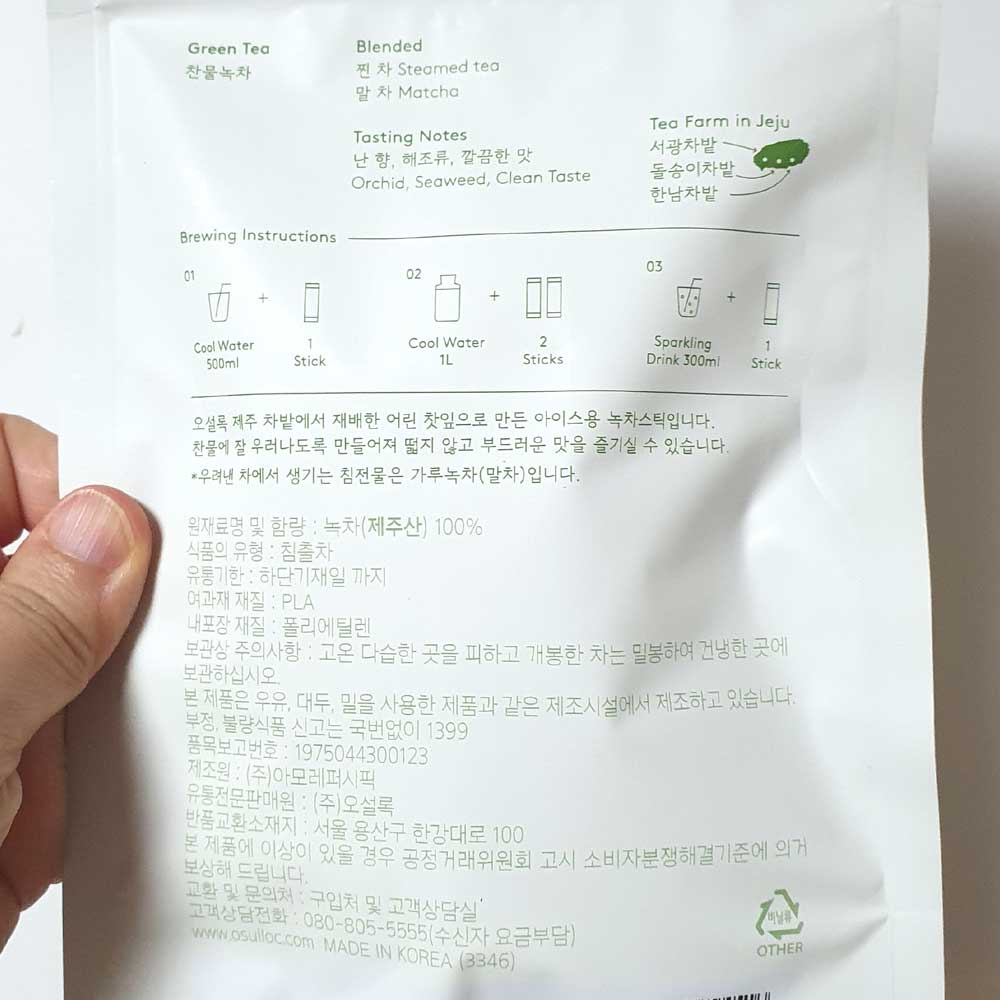 Green Tea
찬물녹차
Blended
찐 차 Steamed tea
말 차 Matcha
Tasting Notes
난 향, 해조류, 깔끔한 맛
Orchid, Seaweed, Clean Taste
Tea Farm in Jeju
서광차밭
돌송이차밭
한남차밭
Brewing Instructions
01
Cool Water
500ml
+
1
Stick
02
Cool Water
1L
+
2
Sticks
03
Sparkling
Drink 300ml
+
1
Stick
오설록 제주 차밭에서 재배한 어린 찻잎으로 만든 아이스용 녹차스틱입니다.
찬물에 잘 우러나도록 만들어져 떫지 않고 부드러운 맛을 즐기실 수 있습니다.
*우려낸 차에서 생기는 침전물은 가루녹차(말차)입니다.
원재료명 및 함량 : 녹차(제주산) 100%
식품의 유형 : 침출차
유통기한 : 하단기재일 까지
여과재 재질 : PLA
내포장 재질 : 폴리에틸렌
보관상 주의사항 : 고온 다습한 곳을 피하고 개봉한 차는 밀봉하여 건냉한 곳에
보관하십시오.
본 제품은 우유, 대두, 밀을 사용한 제품과 같은 제조시설에서 제조하고 있습니다.
부정, 불량식품 신고는 국번없이 1399
품목보고번호 : 1975044300123
제조원 : (주)아모레퍼시픽
유통전문판매원 : (주)오설록
반품교환소재지 : 서울 용산구 한강대로 100
본 제품에 이상이 있을 경우 공정거래위원회 고시 소비자분쟁해결기준에 의거
보상해 드립니다.
교환 및 문의처 : 구입처 및 고객상담실
고객상담전화 : 080-805-5555(수신자 요금부담)
www.osulloc.com MADE IN KOREA (3346)
비닐류
OTHER